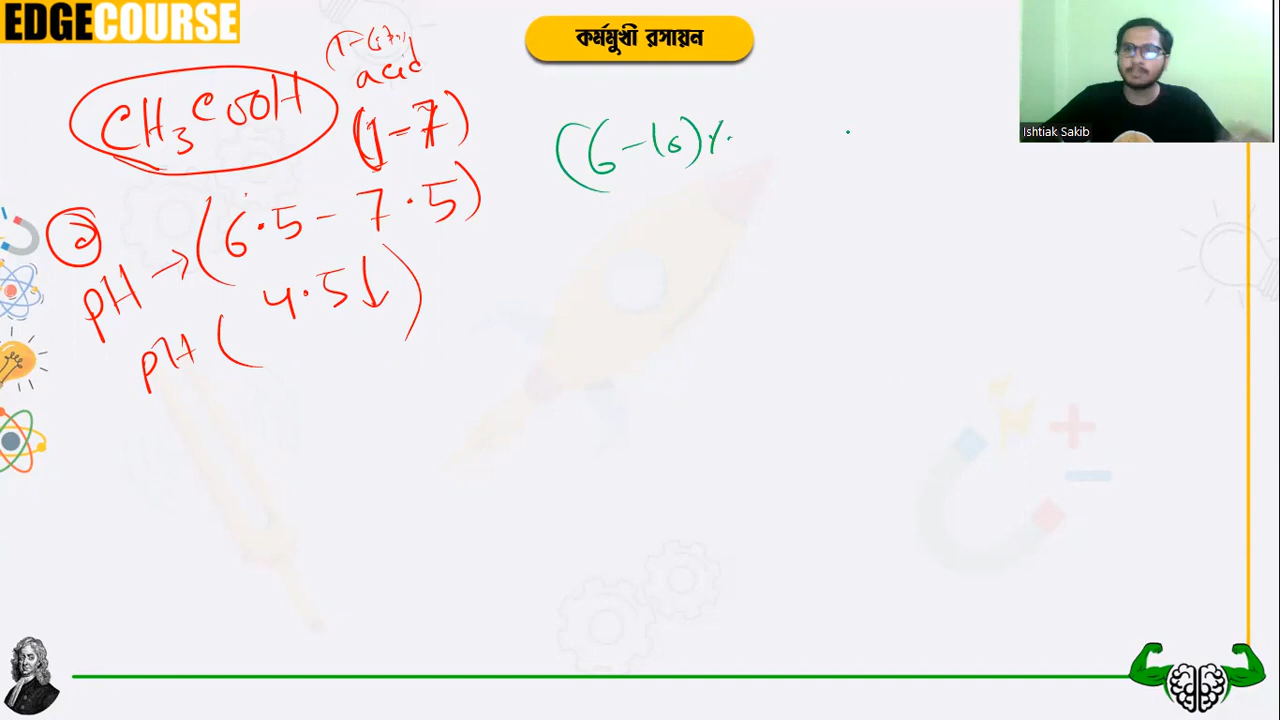 EDGECOURSE
কর্মমুখী রসায়ন
acid
CH₃COOH
(1-7)
(6-10)%
pH → (6.5 - 7.5)
pH ( 4.5↓ )
Ishtiak Sakib